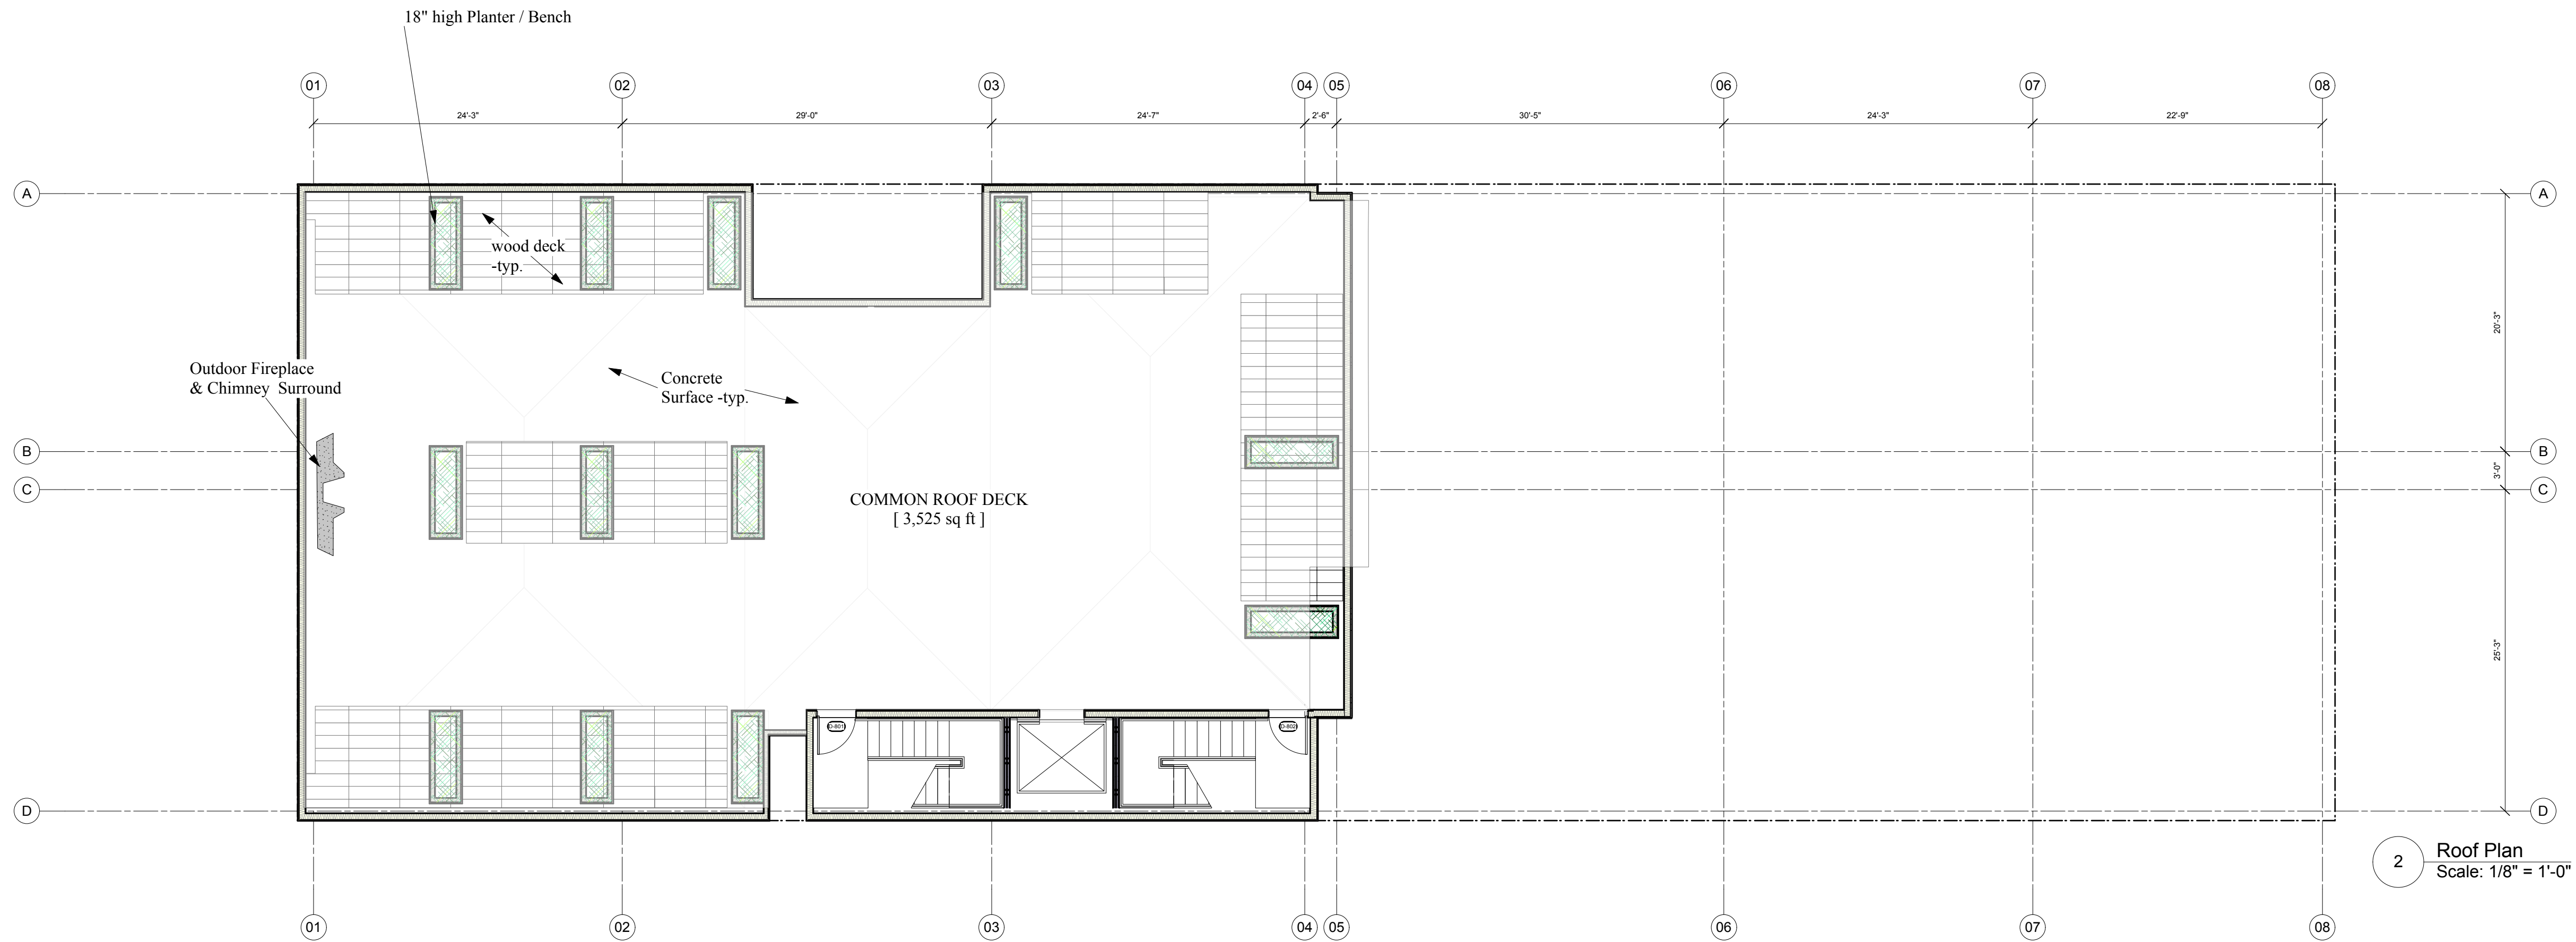 18" high Planter / Bench
01 02 03 04 05 06 07 08
24'-3" 29'-0" 24'-7" 2'-6" 30'-5" 24'-3" 22'-9"
A A
wood deck
-typ.
20'-3"
Outdoor Fireplace
& Chimney Surround
Concrete
Surface -typ.
B B
3'-0"
C C
COMMON ROOF DECK
[ 3,525 sq ft ]
25'-3"
D D
2
Roof Plan
Scale: 1/8" = 1'-0"
01 02 03 04 05 06 07 08